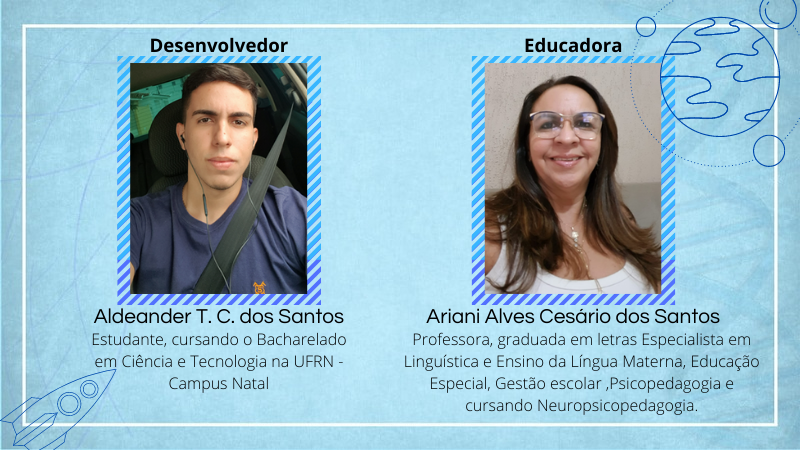 Desenvolvedor
Aldeander T. C. dos Santos
Estudante, cursando o Bacharelado
em Ciência e Tecnologia na UFRN -
Campus Natal
Educadora
Ariani Alves Cesário dos Santos
Professora, graduada em letras Especialista em
Linguística e Ensino da Língua Materna, Educação
Especial, Gestão escolar ,Psicopedagogia e
cursando Neuropsicopedagogia.